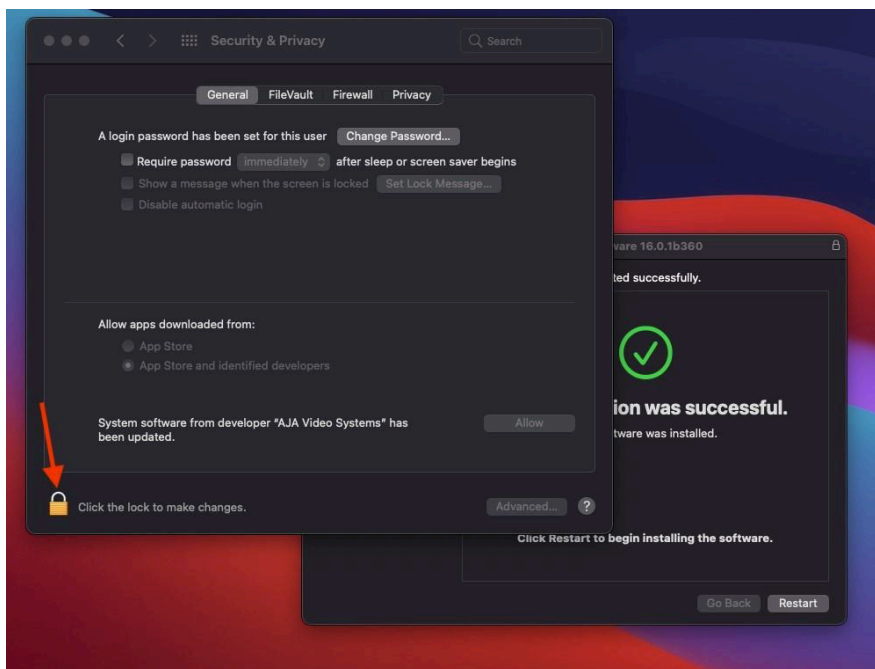 Security & Privacy
Search
General FileVault Firewall Privacy
A login password has been set for this user Change Password...
Require password immediately after sleep or screen saver begins
Show a message when the screen is locked Set Lock Message...
Disable automatic login
Allow apps downloaded from:
App Store
App Store and identified developers
System software from developer “AJA Video Systems” has
been updated.
Allow
Click the lock to make changes.
Advanced... ?
ware 16.0.1b360
ted successfully.
ion was successful.
tware was installed.
Click Restart to begin installing the software.
Go Back Restart